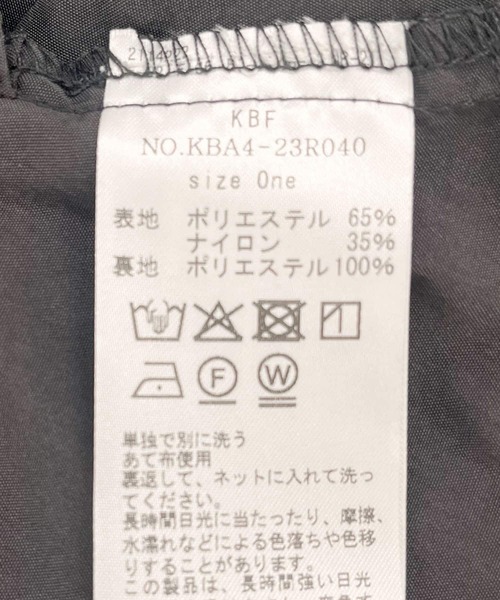 KBF
NO.KBA4-23R040
size One
表地 ポリエステル 65%
ナイロン 35%
裏地 ポリエステル 100%
F W
単独で別に洗う
あて布使用
裏返して、ネットに入れて洗っ
てください。
長時間日光に当たったり、摩擦、
水濡れなどによる色落ちや色移
りすることがあります。
この製品は、長時間強い日光